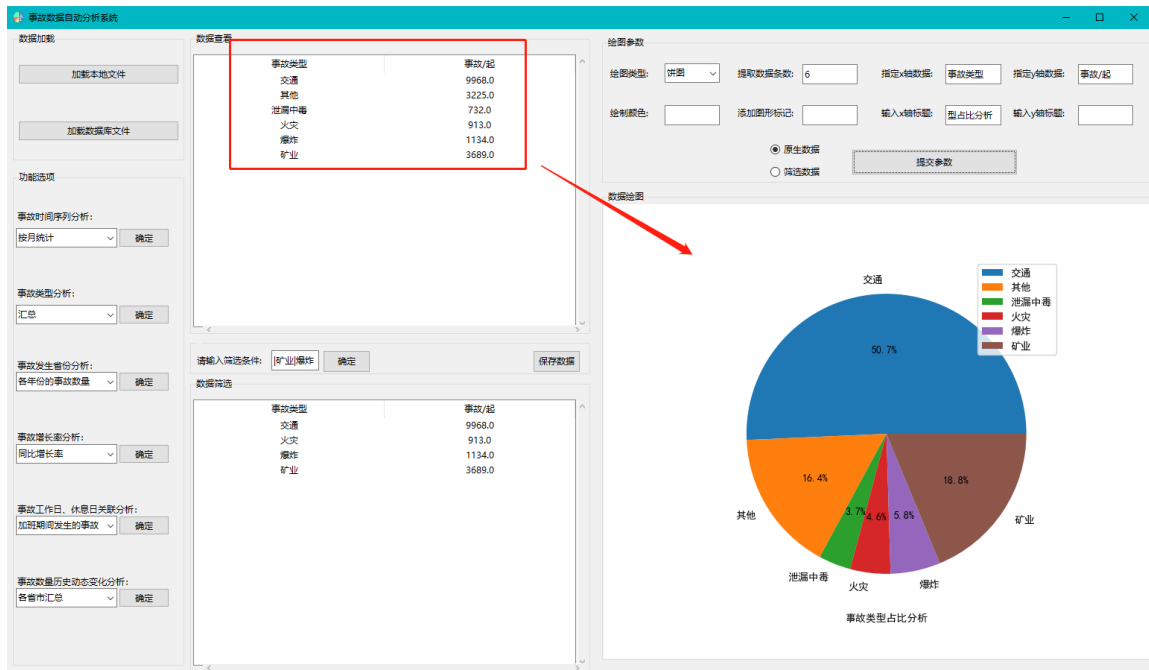 事故数据自动分析系统
数据加载
加载本地文件
加载数据库文件
功能选项
事故时间序列分析:
按月统计
确定
事故类型分析:
汇总
确定
事故发生省份分析:
各年份的事故数量
确定
事故增长率分析:
同比增长率
确定
事故工作日、休息日关联分析:
加班期间发生的事故
确定
事故数量历史动态变化分析:
各省市汇总
确定
数据查看
事故类型 事故/起
交通 9968.0
其他 3225.0
泄漏中毒 732.0
火灾 913.0
爆炸 1134.0
矿业 3689.0
请输入筛选条件: |矿业|爆炸 确定 保存数据
数据筛选
事故类型 事故/起
交通 9968.0
火灾 913.0
爆炸 1134.0
矿业 3689.0
绘图参数
绘图类型: 饼图 提取数据条数: 6 指定x轴数据: 事故类型 指定y轴数据: 事故/起
绘制颜色: 添加图形标记: 输入x轴标题: 型占比分析 输入y轴标题:
原生数据
筛选数据
提交参数
数据绘图
交通
其他
泄漏中毒
火灾
爆炸
矿业
交通
50.7%
16.4%
18.8%
3.7%
4.6%
5.8%
其他
矿业
泄漏中毒
火灾
爆炸
事故类型占比分析